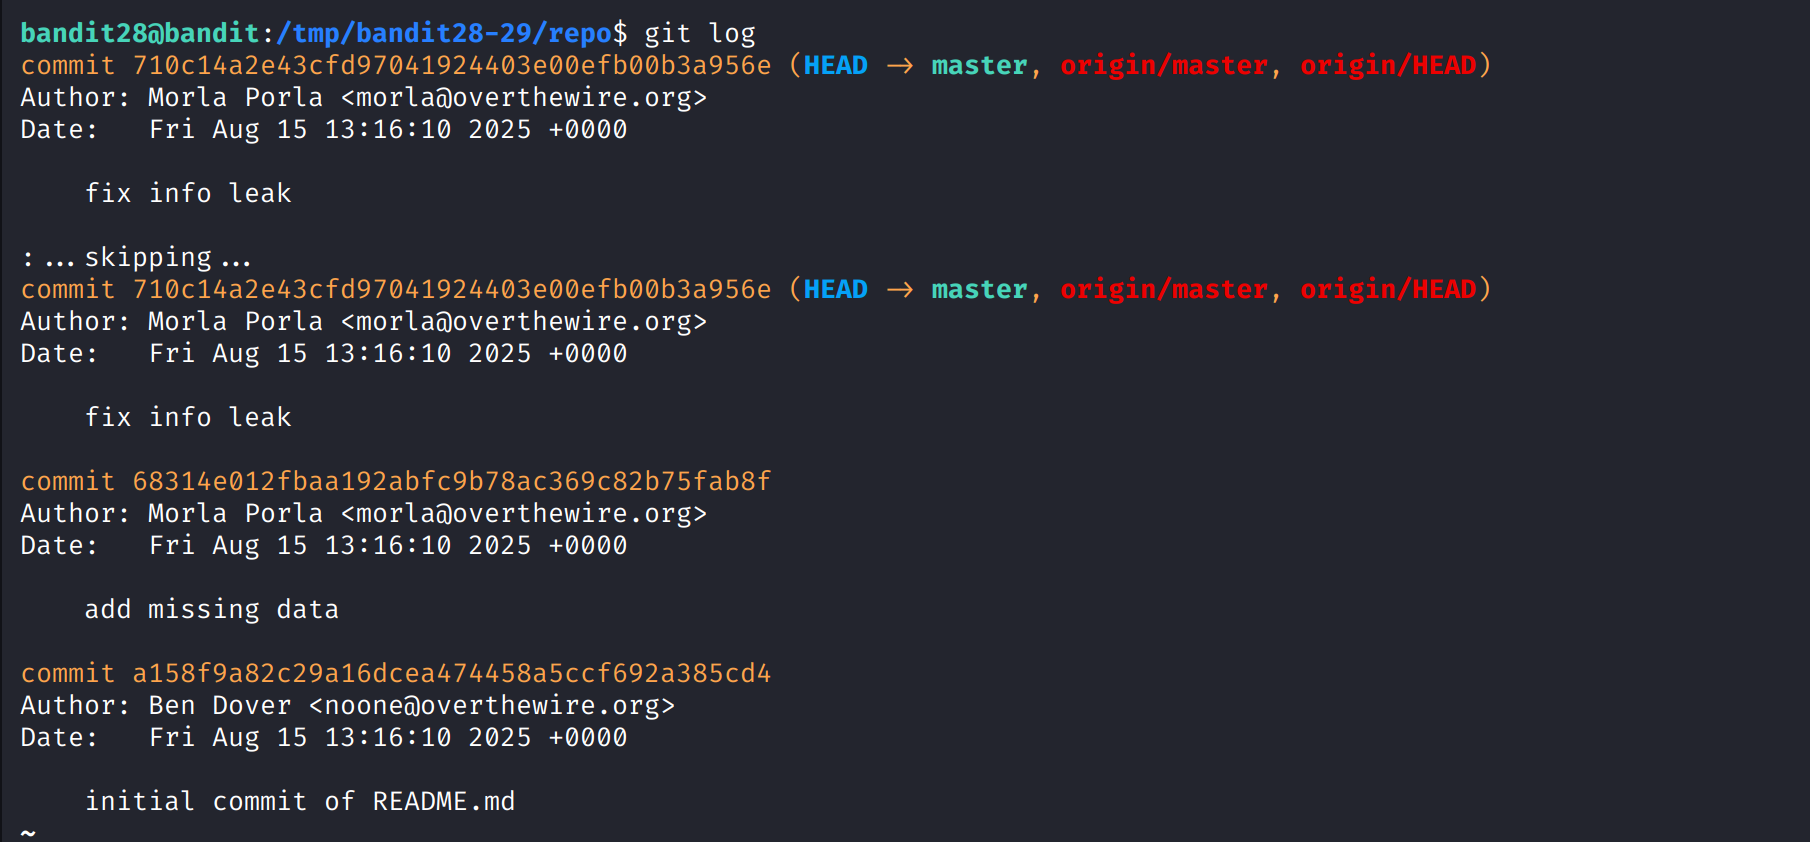 bandit28@bandit:/tmp/bandit28-29/repo$ git log
commit 710c14a2e43cfd97041924403e00efb00b3a956e (HEAD -> master, origin/master, origin/HEAD)
Author: Morla Porla <morla@overthewire.org>
Date:   Fri Aug 15 13:16:10 2025 +0000

    fix info leak

:...skipping...
commit 710c14a2e43cfd97041924403e00efb00b3a956e (HEAD -> master, origin/master, origin/HEAD)
Author: Morla Porla <morla@overthewire.org>
Date:   Fri Aug 15 13:16:10 2025 +0000

    fix info leak

commit 68314e012fbaa192abfc9b78ac369c82b75fab8f
Author: Morla Porla <morla@overthewire.org>
Date:   Fri Aug 15 13:16:10 2025 +0000

    add missing data

commit a158f9a82c29a16dcea474458a5ccf692a385cd4
Author: Ben Dover <noone@overthewire.org>
Date:   Fri Aug 15 13:16:10 2025 +0000

    initial commit of README.md
~